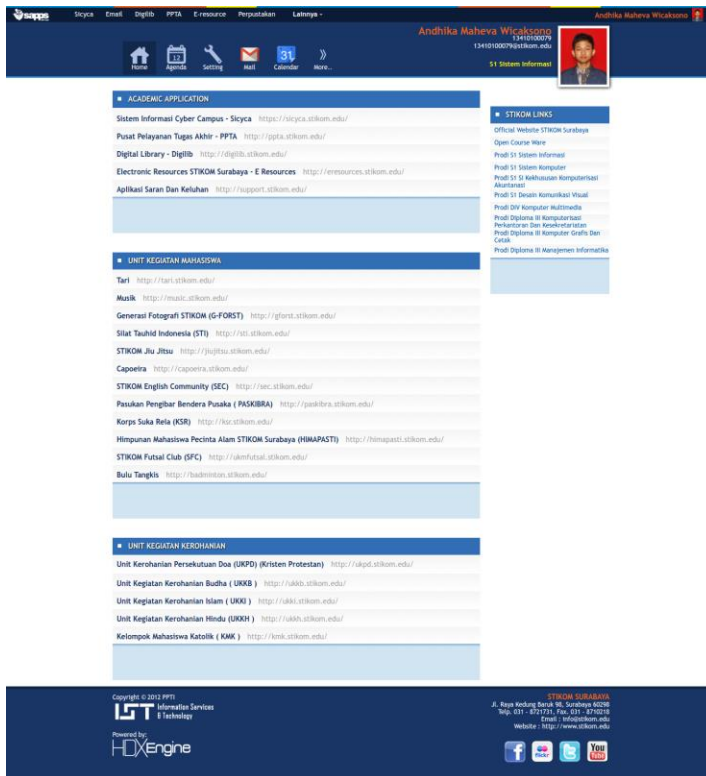 sapps Sicyca Email Digilib PPTA E-resource Perpustakan Lainnya - Andhika Maheva Wicaksono
Andhika Maheva Wicaksono
13410100079
13410100079@stikom.edu
S1 Sistem Informasi
12
31
Home Agenda Setting Mail Calendar More...
ACADEMIC APPLICATION
Sistem Informasi Cyber Campus - Sicyca https://sicyca.stikom.edu/
Pusat Pelayanan Tugas Akhir - PPTA http://ppta.stikom.edu/
Digital Library - Digilib http://digilib.stikom.edu/
Electronic Resources STIKOM Surabaya - E Resources http://eresources.stikom.edu/
Aplikasi Saran Dan Keluhan http://support.stikom.edu/
STIKOM LINKS
Official Website STIKOM Surabaya
Open Course Ware
Prodi S1 Sistem Informasi
Prodi S1 Sistem Komputer
Prodi S1 SI Kekhususan Komputerisasi
Akuntanasi
Prodi S1 Desain Komunikasi Visual
Prodi DIV Komputer Multimedia
Prodi Diploma III Komputerisasi
Perkantoran Dan Kesekretariatan
Prodi Diploma III Komputer Grafis Dan
Cetak
Prodi Diploma III Manajemen Informatika
UNIT KEGIATAN MAHASISWA
Tari http://tari.stikom.edu/
Musik http://music.stikom.edu/
Generasi Fotografi STIKOM (G-FORST) http://gforst.stikom.edu/
Silat Tauhid Indonesia (STI) http://sti.stikom.edu/
STIKOM Jiu Jitsu http://jiujitsu.stikom.edu/
Capoeira http://capoeira.stikom.edu/
STIKOM English Community (SEC) http://sec.stikom.edu/
Pasukan Pengibar Bendera Pusaka ( PASKIBRA) http://paskibra.stikom.edu/
Korps Suka Rela (KSR) http://ksr.stikom.edu/
Himpunan Mahasiswa Pecinta Alam STIKOM Surabaya (HIMAPASTI) http://himapasti.stikom.edu/
STIKOM Futsal Club (SFC) http://ukmfutsal.stikom.edu/
Bulu Tangkis http://badminton.stikom.edu/
UNIT KEGIATAN KEROHANIAN
Unit Kerohanian Persekutuan Doa (UKPD) (Kristen Protestan) http://ukpd.stikom.edu/
Unit Kegiatan Kerohanian Budha ( UKKB ) http://ukkb.stikom.edu/
Unit Kegiatan Kerohanian Islam ( UKKI ) http://ukki.stikom.edu/
Unit Kegiatan Kerohanian Hindu (UKKH ) http://ukkh.stikom.edu/
Kelompok Mahasiswa Katolik ( KMK ) http://kmk.stikom.edu/
Copyright © 2012 PPTI
IST Information Services
& Technology
Powered by:
HDXEngine
STIKOM SURABAYA
Jl. Raya Kedung Baruk 98, Surabaya 60298
Telp. 031 - 8721731, Fax. 031 - 8710218
Email : info@stikom.edu
Website : http://www.stikom.edu
f flickr You Tube